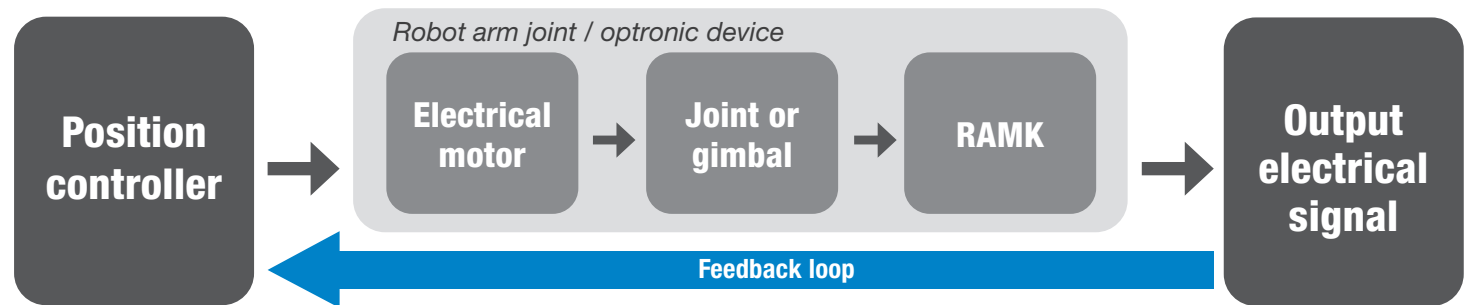 Robot arm joint / optronic device
Position
controller
Electrical
motor
Joint or
gimbal
RAMK
Output
electrical
signal
Feedback loop